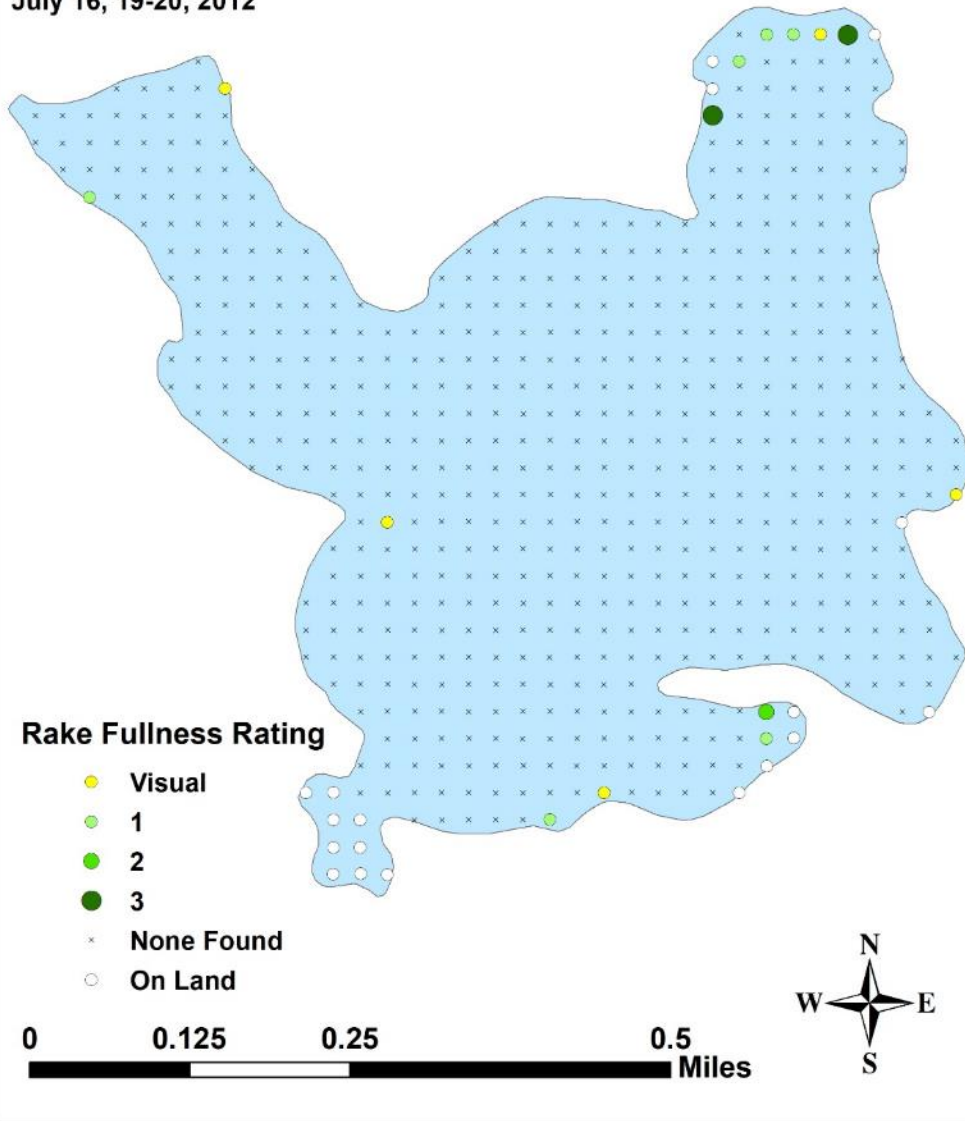 July 16, 19-20, 2012
Rake Fullness Rating
Visual
1
2
3
None Found
On Land
N
W E
S
0 0.125 0.25 0.5
Miles